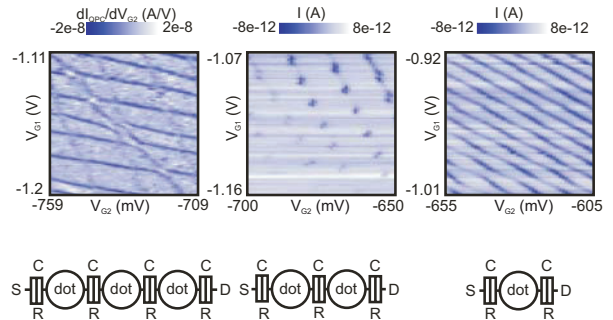 dI_QPC/dV_G2 (A/V)
-2e-8 2e-8
I (A)
-8e-12 8e-12
I (A)
-8e-12 8e-12
-1.11
V_G1 (V)
-1.2
-759 -709
V_G2 (mV)
-1.07
V_G1 (V)
-1.16
-700 -650
V_G2 (mV)
-0.92
V_G1 (V)
-1.01
-655 -605
V_G2 (mV)
C C C C
S dot dot dot D
R R R R
C C C
S dot dot D
R R R
C C
S dot D
R R